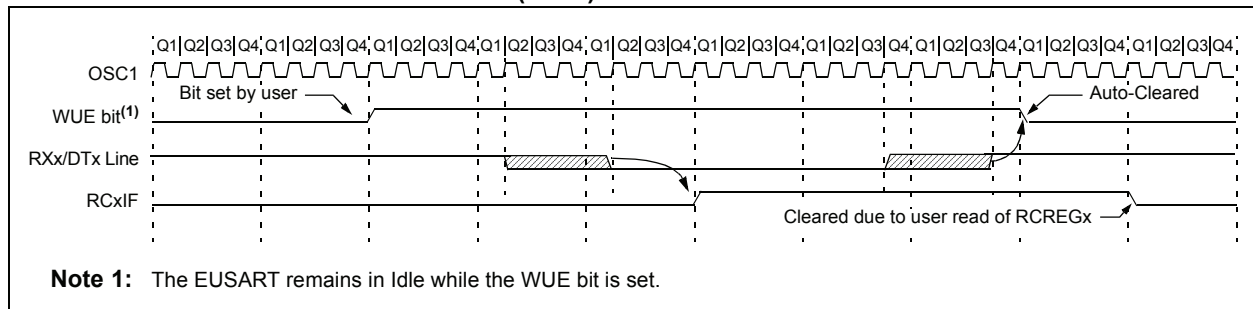 Q1 Q2 Q3 Q4 Q1 Q2 Q3 Q4 Q1 Q2 Q3 Q4 Q1 Q2 Q3 Q4 Q1 Q2 Q3 Q4 Q1 Q2 Q3 Q4 Q1 Q2 Q3 Q4 Q1 Q2 Q3 Q4 Q1 Q2 Q3 Q4 Q1 Q2 Q3 Q4
OSC1
Bit set by user
Auto-Cleared
WUE bit(1)
RXx/DTx Line
RCxIF
Cleared due to user read of RCREGx
Note 1: The EUSART remains in Idle while the WUE bit is set.